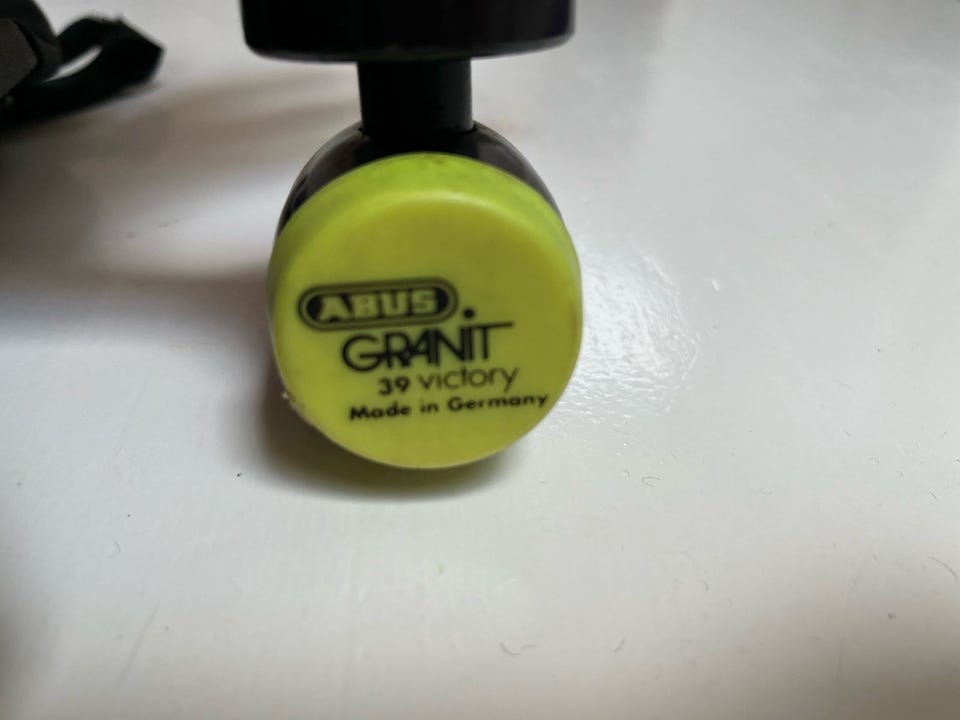 ABUS
GRANIT
39 victory
Made in Germany